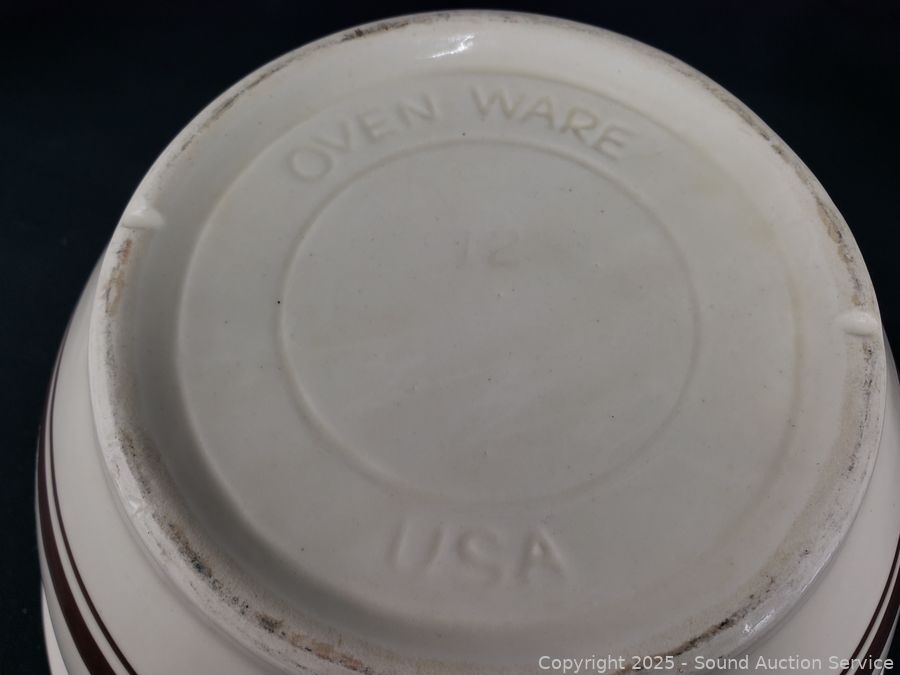 OVEN WARE
12
USA
Copyright 2025 - Sound Auction Service